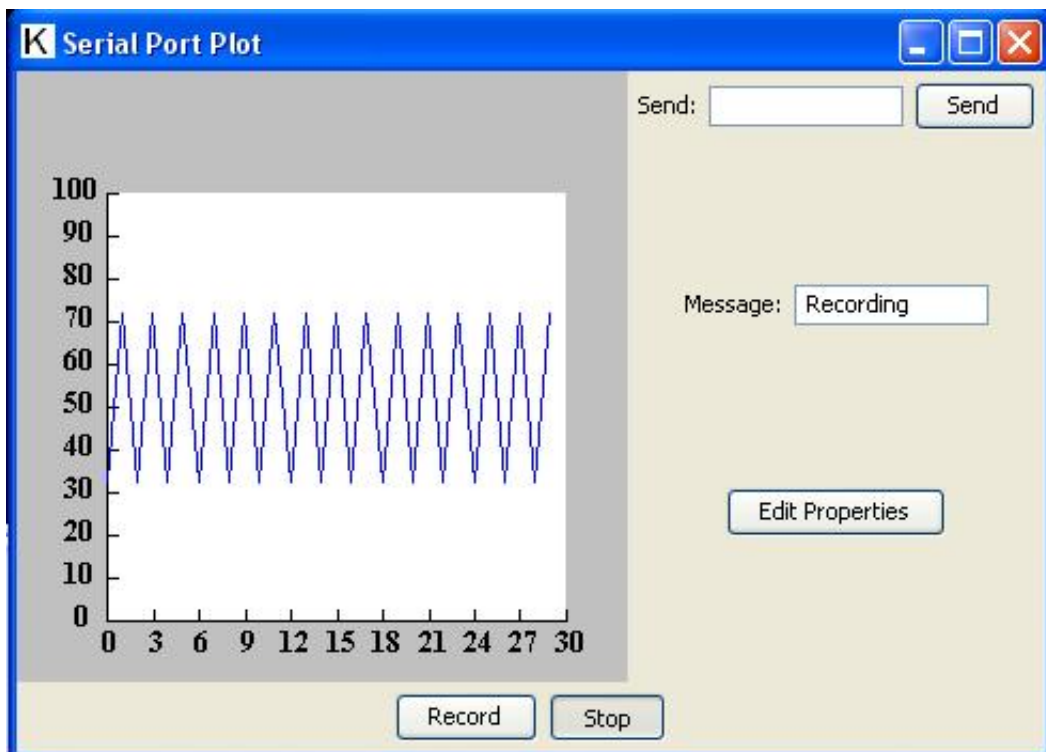 K Serial Port Plot
Send:
Send
100
90
80
70
60
50
40
30
20
10
0
0 3 6 9 12 15 18 21 24 27 30
Message: Recording
Edit Properties
Record Stop